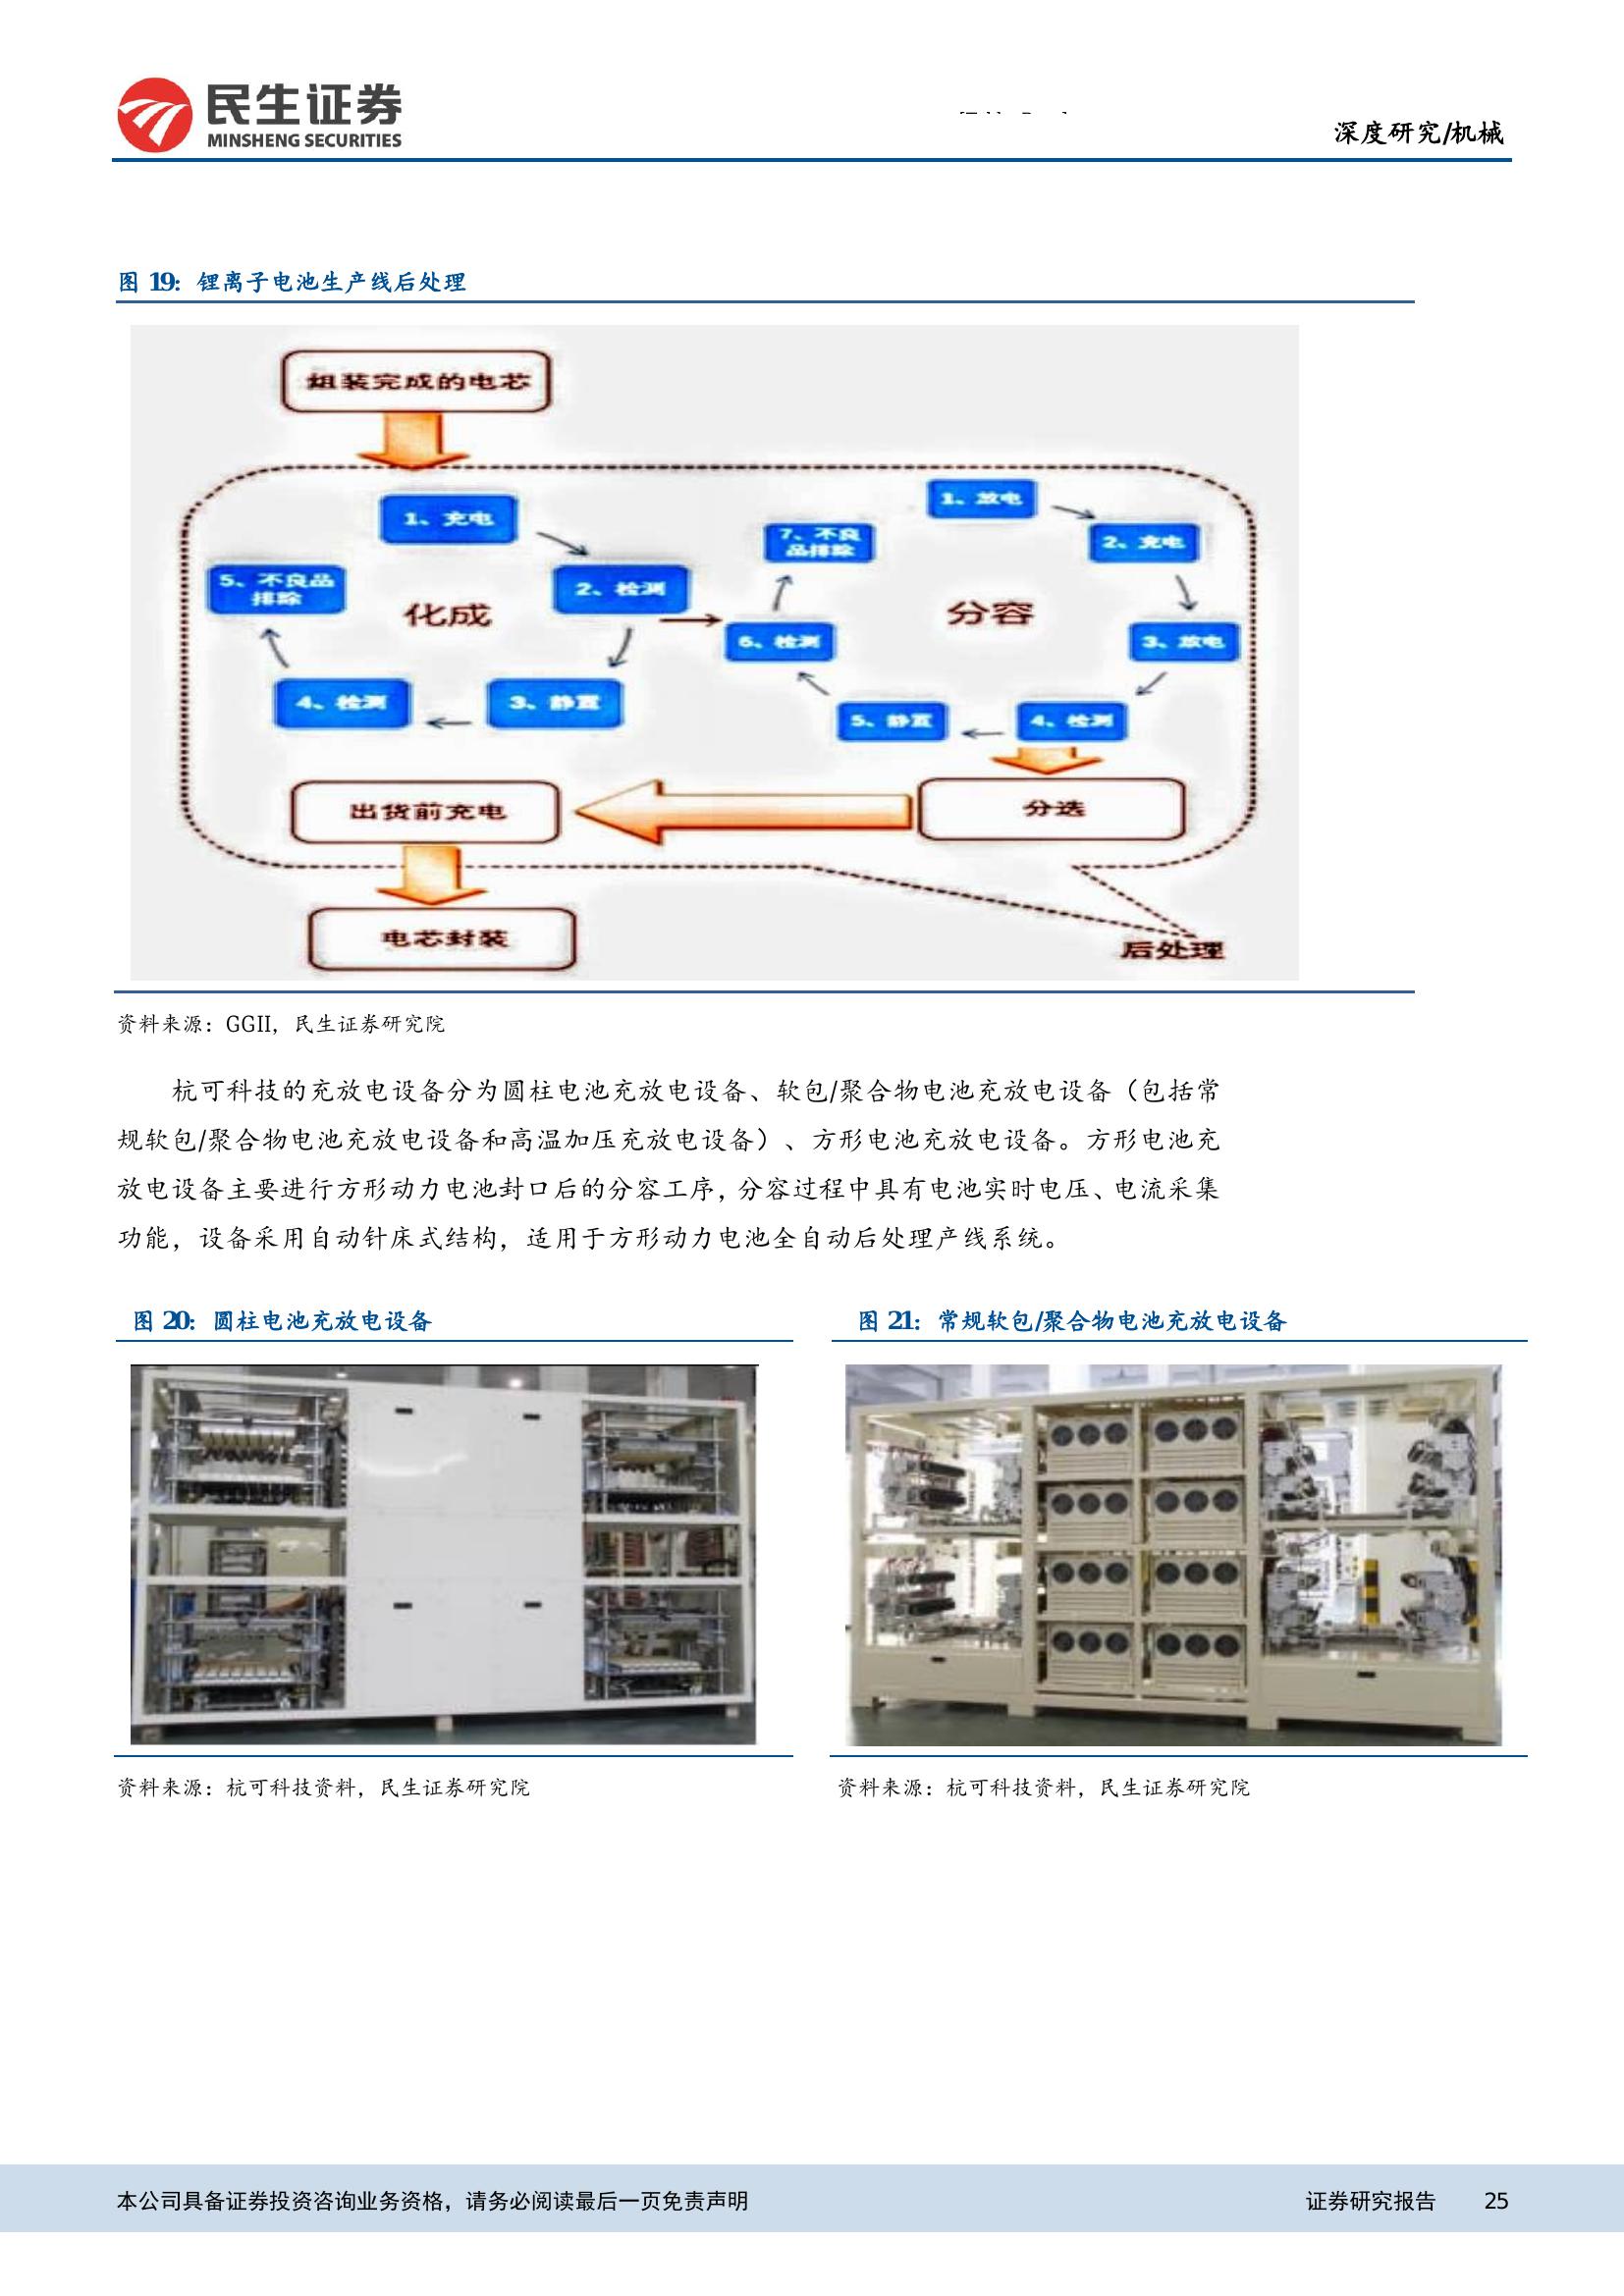 民生证券
MINSHENG SECURITIES
深度研究/机械
图 19：锂离子电池生产线后处理
组装完成的电芯
1、充电
2、检测
3、静置
4、检测
5、不良品
排除
化成
1、放电
2、充电
3、放电
4、检测
5、静置
6、检测
7、不良
品排除
分容
分选
出货前充电
电芯封装
后处理
资料来源：GGII，民生证券研究院
杭可科技的充放电设备分为圆柱电池充放电设备、软包/聚合物电池充放电设备（包括常
规软包/聚合物电池充放电设备和高温加压充放电设备）、方形电池充放电设备。方形电池充
放电设备主要进行方形动力电池封口后的分容工序，分容过程中具有电池实时电压、电流采集
功能，设备采用自动针床式结构，适用于方形动力电池全自动后处理产线系统。
图 20：圆柱电池充放电设备
图 21：常规软包/聚合物电池充放电设备
资料来源：杭可科技资料，民生证券研究院
资料来源：杭可科技资料，民生证券研究院
本公司具备证券投资咨询业务资格，请务必阅读最后一页免责声明
证券研究报告 25